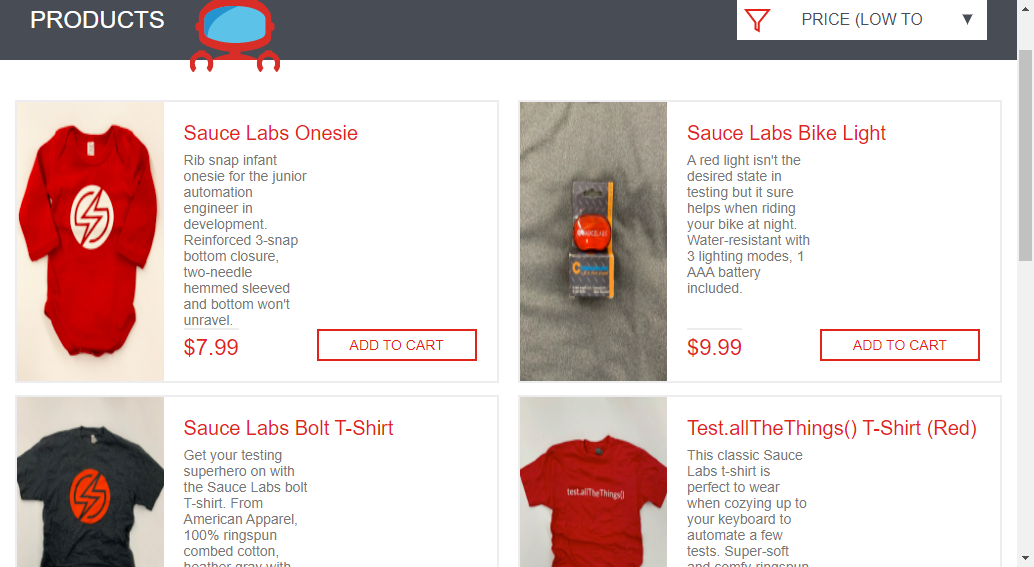 PRODUCTS
PRICE (LOW TO
Sauce Labs Onesie
Rib snap infant
onesie for the junior
automation
engineer in
development.
Reinforced 3-snap
bottom closure,
two-needle
hemmed sleeved
and bottom won't
unravel.
$7.99
ADD TO CART
Sauce Labs Bike Light
A red light isn't the
desired state in
testing but it sure
helps when riding
your bike at night.
Water-resistant with
3 lighting modes, 1
AAA battery
included.
$9.99
ADD TO CART
Sauce Labs Bolt T-Shirt
Get your testing
superhero on with
the Sauce Labs bolt
T-shirt. From
American Apparel,
100% ringspun
combed cotton,
heather gray with
Test.allTheThings() T-Shirt (Red)
test.allTheThings()
This classic Sauce
Labs t-shirt is
perfect to wear
when cozying up to
your keyboard to
automate a few
tests. Super-soft
and comfy ringspun